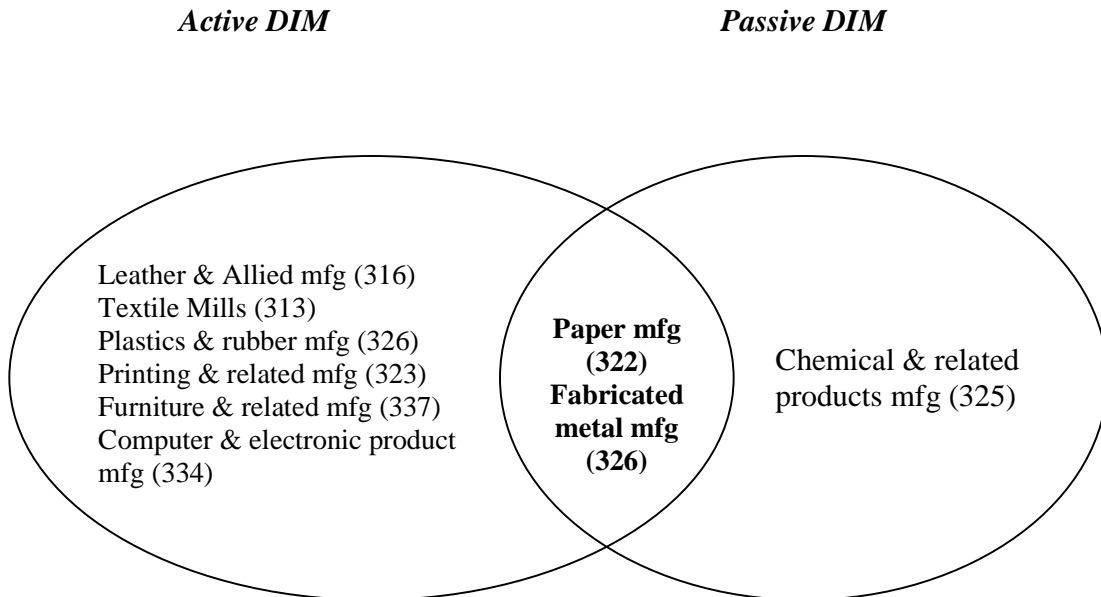 Active DIM
Passive DIM
Leather & Allied mfg (316)
Textile Mills (313)
Plastics & rubber mfg (326)
Printing & related mfg (323)
Furniture & related mfg (337)
Computer & electronic product
mfg (334)
Paper mfg
(322)
Fabricated
metal mfg
(326)
Chemical & related
products mfg (325)